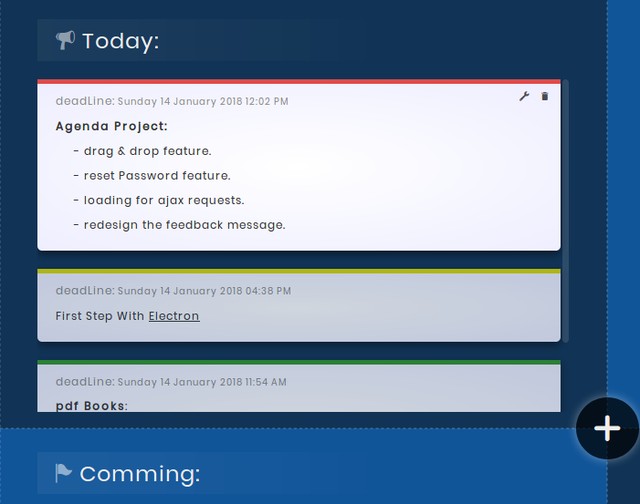 Today:
deadLine: Sunday 14 January 2018 12:02 PM
Agenda Project:
- drag & drop feature.
- reset Password feature.
- loading for ajax requests.
- redesign the feedback message.
deadLine: Sunday 14 January 2018 04:38 PM
First Step With Electron
deadLine: Sunday 14 January 2018 11:54 AM
pdf Books:
Comming: